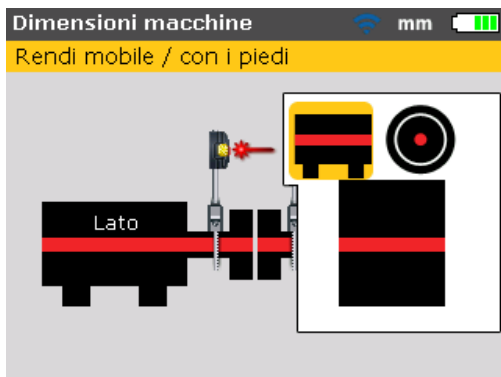 Dimensioni macchine mm
Rendi mobile / con i piedi
Lato